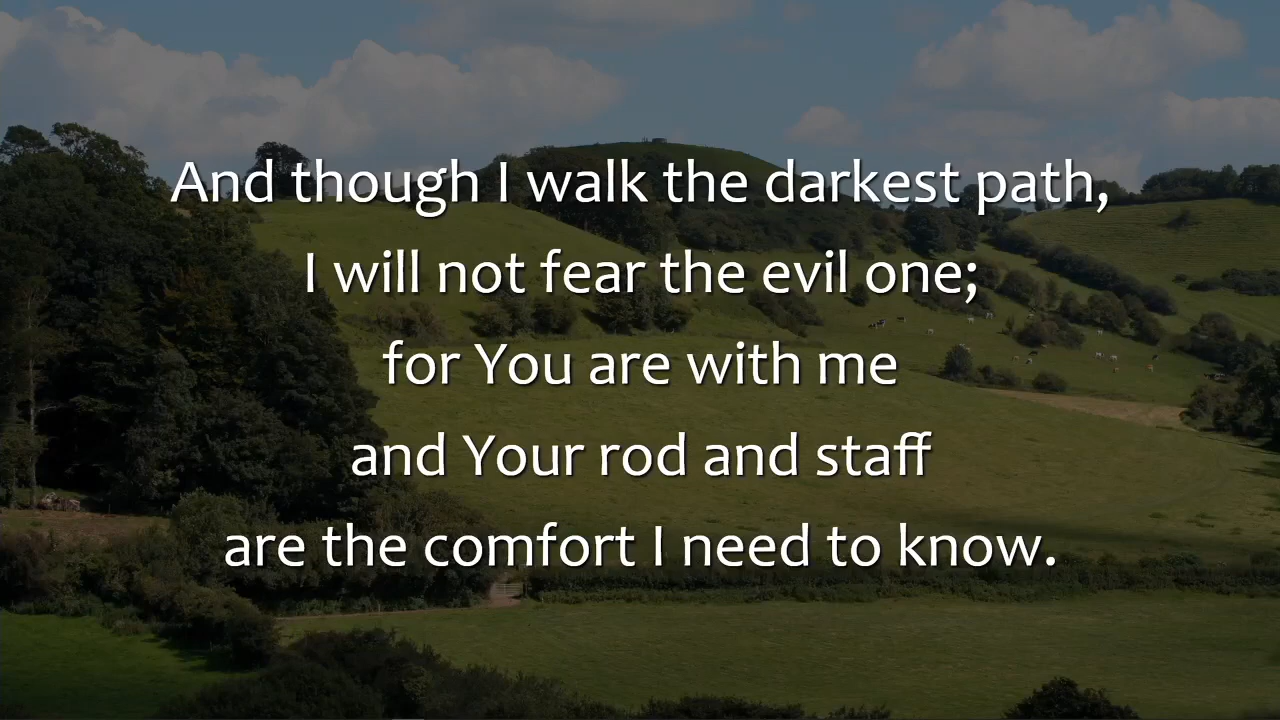 And though I walk the darkest path,
I will not fear the evil one;
for You are with me
and Your rod and staff
are the comfort I need to know.